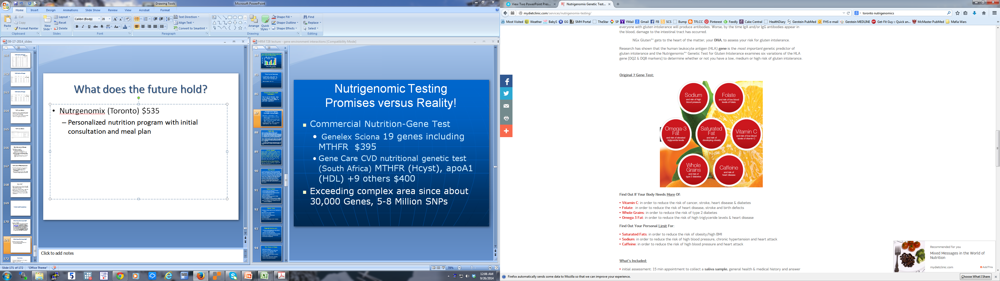 Drawing Tools
Microsoft PowerPoint
Home Insert Design Animations Slide Show Review View Acrobat Format
Paste
Cut
Copy
Format Painter
Clipboard
New Slide
Layout
Reset
Delete
Slides
Calibri (Body) 28
Font
Paragraph
Text Direction
Align Text
Convert to SmartArt
Arrange
Quick Styles
Shape Fill
Shape Outline
Shape Effects
Drawing
Find
Replace
Select
Editing
09-17-2014_slides
161
162
163
164
165
166
167
168
169
170
171
172
What does the future hold?
• Nutrgenomix (Toronto) $535
– Personalized nutrition program with initial
consultation and meal plan
Click to add notes
HRM 728 lecture - gene environment interactions [Compatibility Mode]
84
85
86
87
88
89
90
91
92
93
94
Nutrigenomic Testing
Promises versus Reality!
Commercial Nutrition-Gene Test
• Genelex Sciona 19 genes including
MTHFR $395
• Gene Care CVD nutritional genetic test
(South Africa) MTHFR (Hcyst), apoA1
(HDL) +9 others $400
Exceeding complex area since about
30,000 Genes, 5-8 Million SNPs
Slide 171 of 172 "Office Theme"
78%
12:06 AM
9/26/2014
View Two PowerPoint Pres...
Nutrigenomix Genetic Test...
mydietclinic.com/services/nutrigenomix-testing/
toronto nutrigenomics
Most Visited Weather BabyS GG SMH Portal TheStar SP YMail Gmail FB SCS Bump TFLCC Pinterest Feedly Cake Central HealthDiary Gerstein PubMed FHS e-mail Gerstein MEDLINE Get-Fit Guy :: Quick an... McMaster PubMed Mafia Wars
everyone with gluten intolerance will produce antibodies. Worse, by the time IgA and/or IgG antibodies appear in
the blood, damage to the intestinal tract has occurred.
NGx Gluten™ gets to the heart of the matter; your DNA, to assess your risk for gluten intolerance.
Research has shown that the human leukocyte antigen (HLA) gene is the most important genetic predictor of
gluten intolerance and the Nutrigenomix™ Genetic Test for Gluten Intolerance examines six variations of the HLA
gene [DQ2 & DQ8 markers] to determine whether or not you have a low, medium or high risk of gluten intolerance.
Original 7 Gene Test:
Sodium
and risk of high
blood pressure
Folate
and risk of low blood
levels of folate
Omega-3
Fat
and risk of elevated
triglyceride levels
Saturated
Fat
and risk of
developing obesity
Vitamin C
and risk of low blood
levels of vitamin C
Whole
Grains
and risk of
type 2 diabetes
Caffeine
and risk of
heart disease
Find Out If Your Body Needs More Of:
• Vitamin C: in order to reduce the risk of cancer, stroke, heart disease & diabetes
• Folate: in order to reduce the risk of heart disease, stroke and birth defects
• Whole Grains: in order to reduce the risk of type 2 diabetes
• Omega 3 Fat: in order to reduce the risk of high triglyceride levels & heart disease
Find Out Your Personal Limit For:
• Saturated Fats: in order to reduce the risk of obesity/high BMI
• Sodium: in order to reduce the risk of high blood pressure, chronic hypertension and heart attack
• Caffeine: in order to reduce the risk of high blood pressure and heart attack
What's Included:
• initial assessment: 15 min appointment to collect a saliva sample, general health & medical history and answer
Recommended for you
Mixed Messages in the World of
Nutrition
mydietclinic.com
AddThis
Firefox automatically sends some data to Mozilla so that we can improve your experience.
Choose What I Share